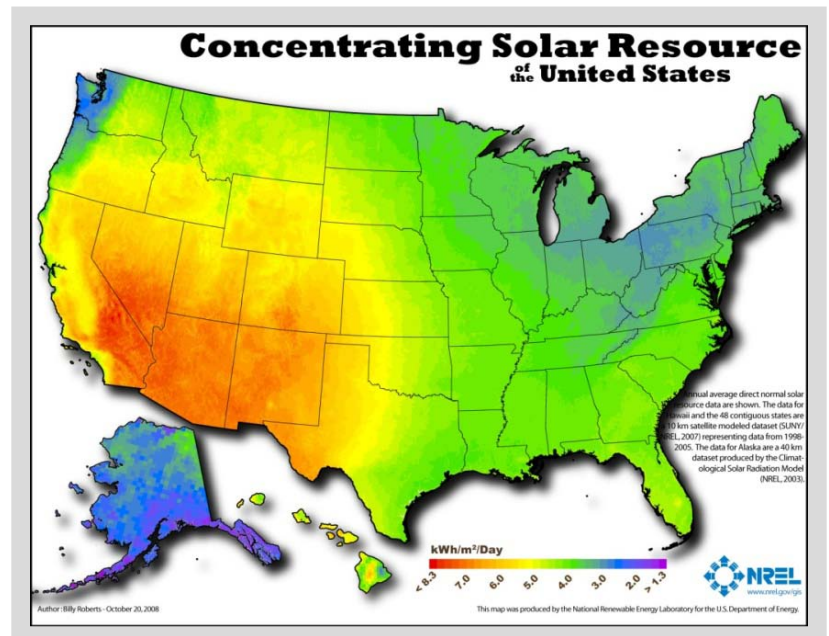 Concentrating Solar Resource
of the United States
Annual average direct normal solar
resource data are shown. The data for
Hawaii and the 48 contiguous states are
a 10 km satellite modeled dataset (SUNY/
NREL, 2007) representing data from 1998-
2005. The data for Alaska are a 40 km
dataset produced by the Climat-
ological Solar Radiation Model
(NREL, 2003).
kWh/m²/Day
< 8.3 7.0 6.0 5.0 4.0 3.0 2.0 > 1.3
NREL
www.nrel.gov/gis
Author : Billy Roberts - October 20, 2008
This map was produced by the National Renewable Energy Laboratory for the U.S. Department of Energy.